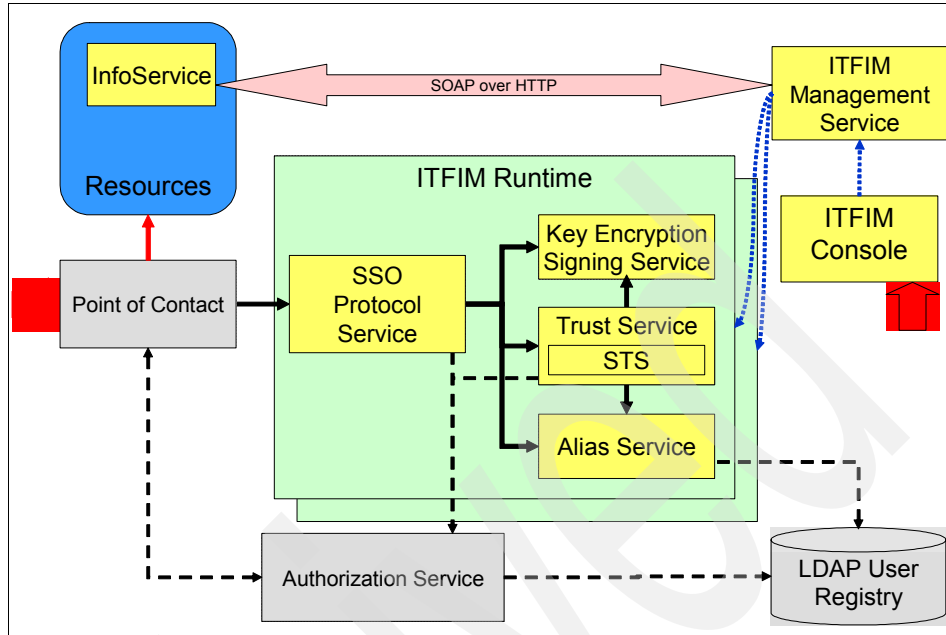 InfoService
Resources
SOAP over HTTP
ITFIM
Management
Service
ITFIM Runtime
ITFIM
Console
Key Encryption
Signing Service
SSO
Protocol
Service
Point of Contact
Trust Service
STS
Alias Service
Authorization Service
LDAP User
Registry